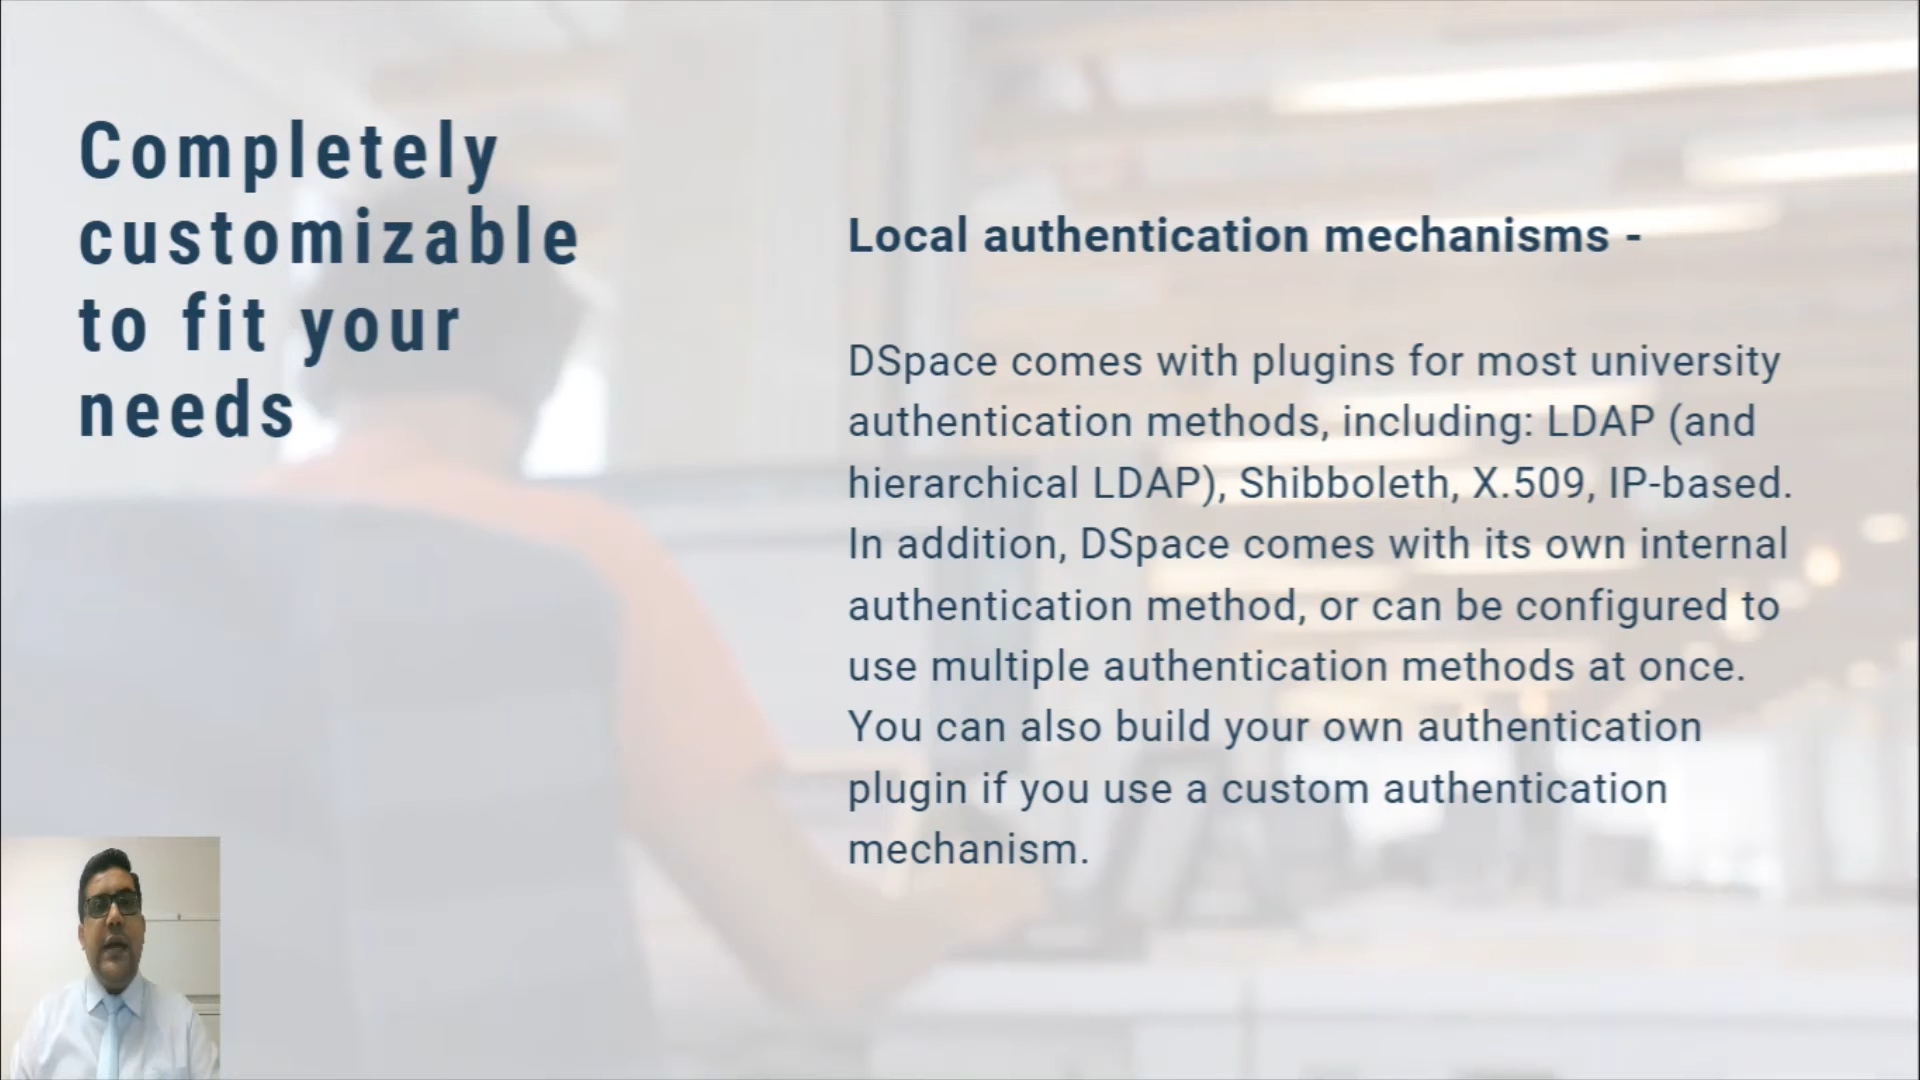 Completely
customizable
to fit your
needs
Local authentication mechanisms -
DSpace comes with plugins for most university
authentication methods, including: LDAP (and
hierarchical LDAP), Shibboleth, X.509, IP-based.
In addition, DSpace comes with its own internal
authentication method, or can be configured to
use multiple authentication methods at once.
You can also build your own authentication
plugin if you use a custom authentication
mechanism.